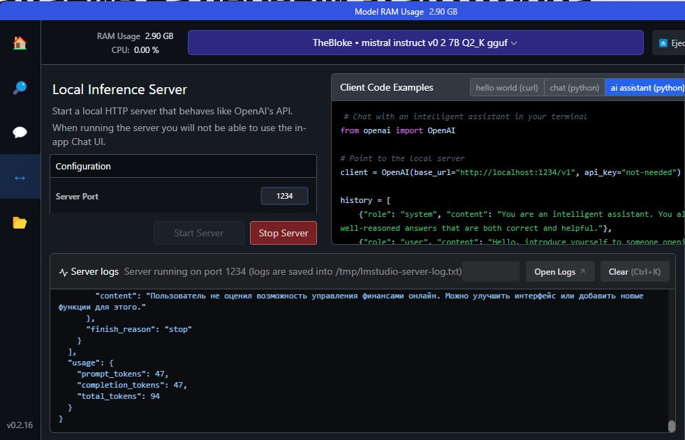 Model RAM Usage 2.90 GB
RAM Usage 2.90 GB
CPU: 0.00 %
TheBloke • mistral instruct v0 2 7B Q2_K gguf
Ejec
Local Inference Server
Start a local HTTP server that behaves like OpenAI's API.
When running the server you will not be able to use the in-
app Chat UI.
Configuration
Server Port
1234
Start Server
Stop Server
Client Code Examples
hello world (curl)
chat (python)
ai assistant (python)
# Chat with an intelligent assistant in your terminal
from openai import OpenAI
# Point to the local server
client = OpenAI(base_url="http://localhost:1234/v1", api_key="not-needed")
history = [
{"role": "system", "content": "You are an intelligent assistant. You al
well-reasoned answers that are both correct and helpful."},
{"role": "user", "content": "Hello, introduce yourself to someone openi
Server logs
Server running on port 1234 (logs are saved into /tmp/lmstudio-server-log.txt)
Open Logs
Clear (Ctrl+K)
"content": "Пользователь не оценил возможность управления финансами онлайн. Можно улучшить интерфейс или добавить новые
функции для этого."
},
"finish_reason": "stop"
}
],
"usage": {
"prompt_tokens": 47,
"completion_tokens": 47,
"total_tokens": 94
}
}
v0.2.16